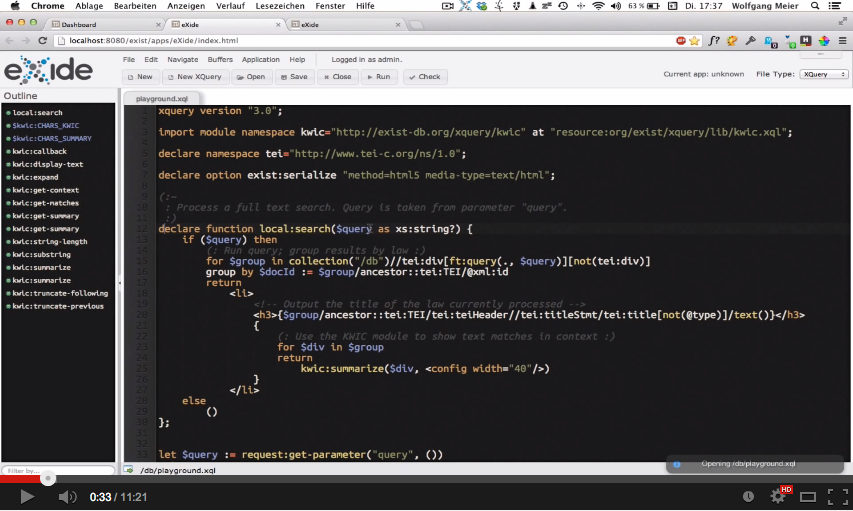 Chrome Ablage Bearbeiten Anzeigen Verlauf Lesezeichen Fenster Hilfe 63 % Di. 17:37 Wolfgang Meier
Dashboard eXide eXide
localhost:8080/exist/apps/eXide/index.html
eXide
File Edit Navigate Buffers Application Help Logged in as admin.
New New XQuery Open Save Close Run Check
Current app: unknown File Type: XQuery
Outline
local:search
$kwic:CHARS_KWIC
$kwic:CHARS_SUMMARY
kwic:callback
kwic:display-text
kwic:expand
kwic:get-context
kwic:get-matches
kwic:get-summary
kwic:get-summary
kwic:string-length
kwic:substring
kwic:summarize
kwic:summarize
kwic:truncate-following
kwic:truncate-previous
Filter by...
playground.xql
xquery version "3.0";
import module namespace kwic="http://exist-db.org/xquery/kwic" at "resource:org/exist/xquery/lib/kwic.xql";
declare namespace tei="http://www.tei-c.org/ns/1.0";
declare option exist:serialize "method=html5 media-type=text/html";
(:~
: Process a full text search. Query is taken from parameter "query".
:)
declare function local:search($query as xs:string?) {
if ($query) then
(: Run query; group results by law :)
for $group in collection("/db")//tei:div[ft:query(., $query)][not(tei:div)]
group by $docId := $group/ancestor::tei:TEI/@xml:id
return
<li>
<!-- Output the title of the law currently processed -->
<h3>{$group/ancestor::tei:TEI/tei:teiHeader//tei:titleStmt/tei:title[not(@type)]/text()}</h3>
{
(: Use the KWIC module to show text matches in context :)
for $div in $group
return
kwic:summarize($div, <config width="40"/>)
}
</li>
else
()
};
let $query := request:get-parameter("query", ())
Opening /db/playground.xql
/db/playground.xql
0:33 / 11:21 HD